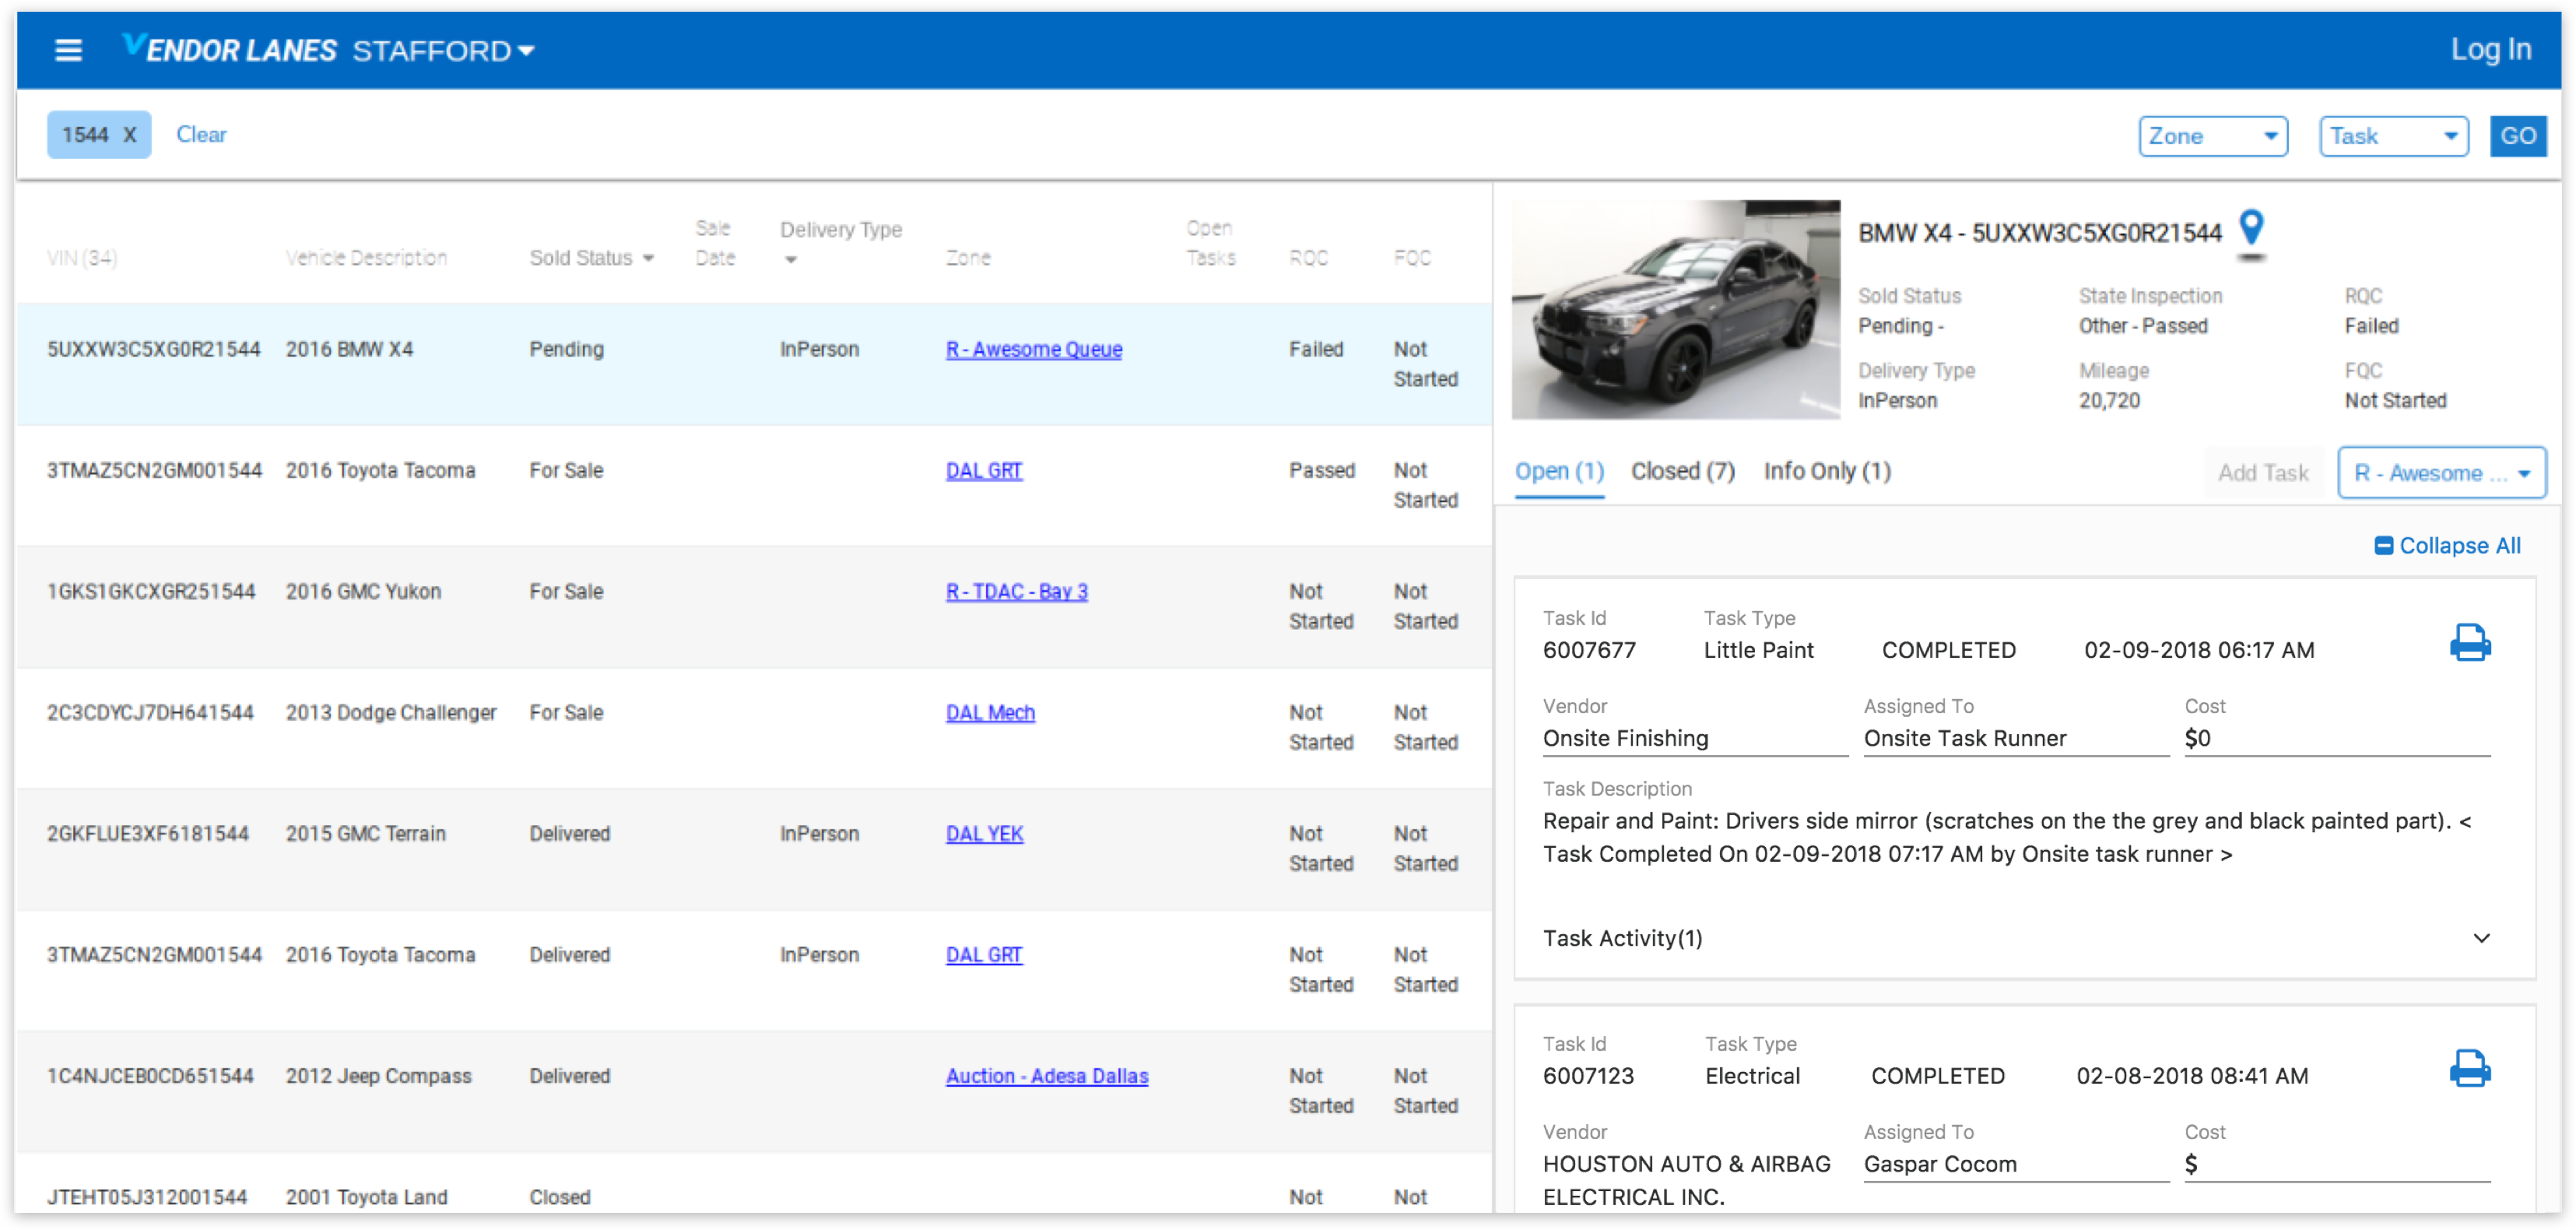 VENDOR LANES STAFFORD
Log In
1544 X Clear
Zone Task GO
VIN (34) Vehicle Description Sold Status Sale Date Delivery Type Zone Open Tasks RQC FQC
5UXXW3C5XG0R21544 2016 BMW X4 Pending InPerson R - Awesome Queue Failed Not Started
3TMAZ5CN2GM001544 2016 Toyota Tacoma For Sale DAL GRT Passed Not Started
1GKS1GKCXGR251544 2016 GMC Yukon For Sale R - TDAC - Bay 3 Not Started Not Started
2C3CDYCJ7DH641544 2013 Dodge Challenger For Sale DAL Mech Not Started Not Started
2GKFLUE3XF6181544 2015 GMC Terrain Delivered InPerson DAL YEK Not Started Not Started
3TMAZ5CN2GM001544 2016 Toyota Tacoma Delivered InPerson DAL GRT Not Started Not Started
1C4NJCEB0CD651544 2012 Jeep Compass Delivered Auction - Adesa Dallas Not Started Not Started
JTEHT05J312001544 2001 Toyota Land Closed Not Not
BMW X4 - 5UXXW3C5XG0R21544
Sold Status State Inspection RQC
Pending - Other - Passed Failed
Delivery Type Mileage FQC
InPerson 20,720 Not Started
Open (1) Closed (7) Info Only (1) Add Task R - Awesome ...
Collapse All
Task Id Task Type
6007677 Little Paint COMPLETED 02-09-2018 06:17 AM
Vendor Assigned To Cost
Onsite Finishing Onsite Task Runner $0
Task Description
Repair and Paint: Drivers side mirror (scratches on the the grey and black painted part). <
Task Completed On 02-09-2018 07:17 AM by Onsite task runner >
Task Activity(1)
Task Id Task Type
6007123 Electrical COMPLETED 02-08-2018 08:41 AM
Vendor Assigned To Cost
HOUSTON AUTO & AIRBAG Gaspar Cocom $
ELECTRICAL INC.